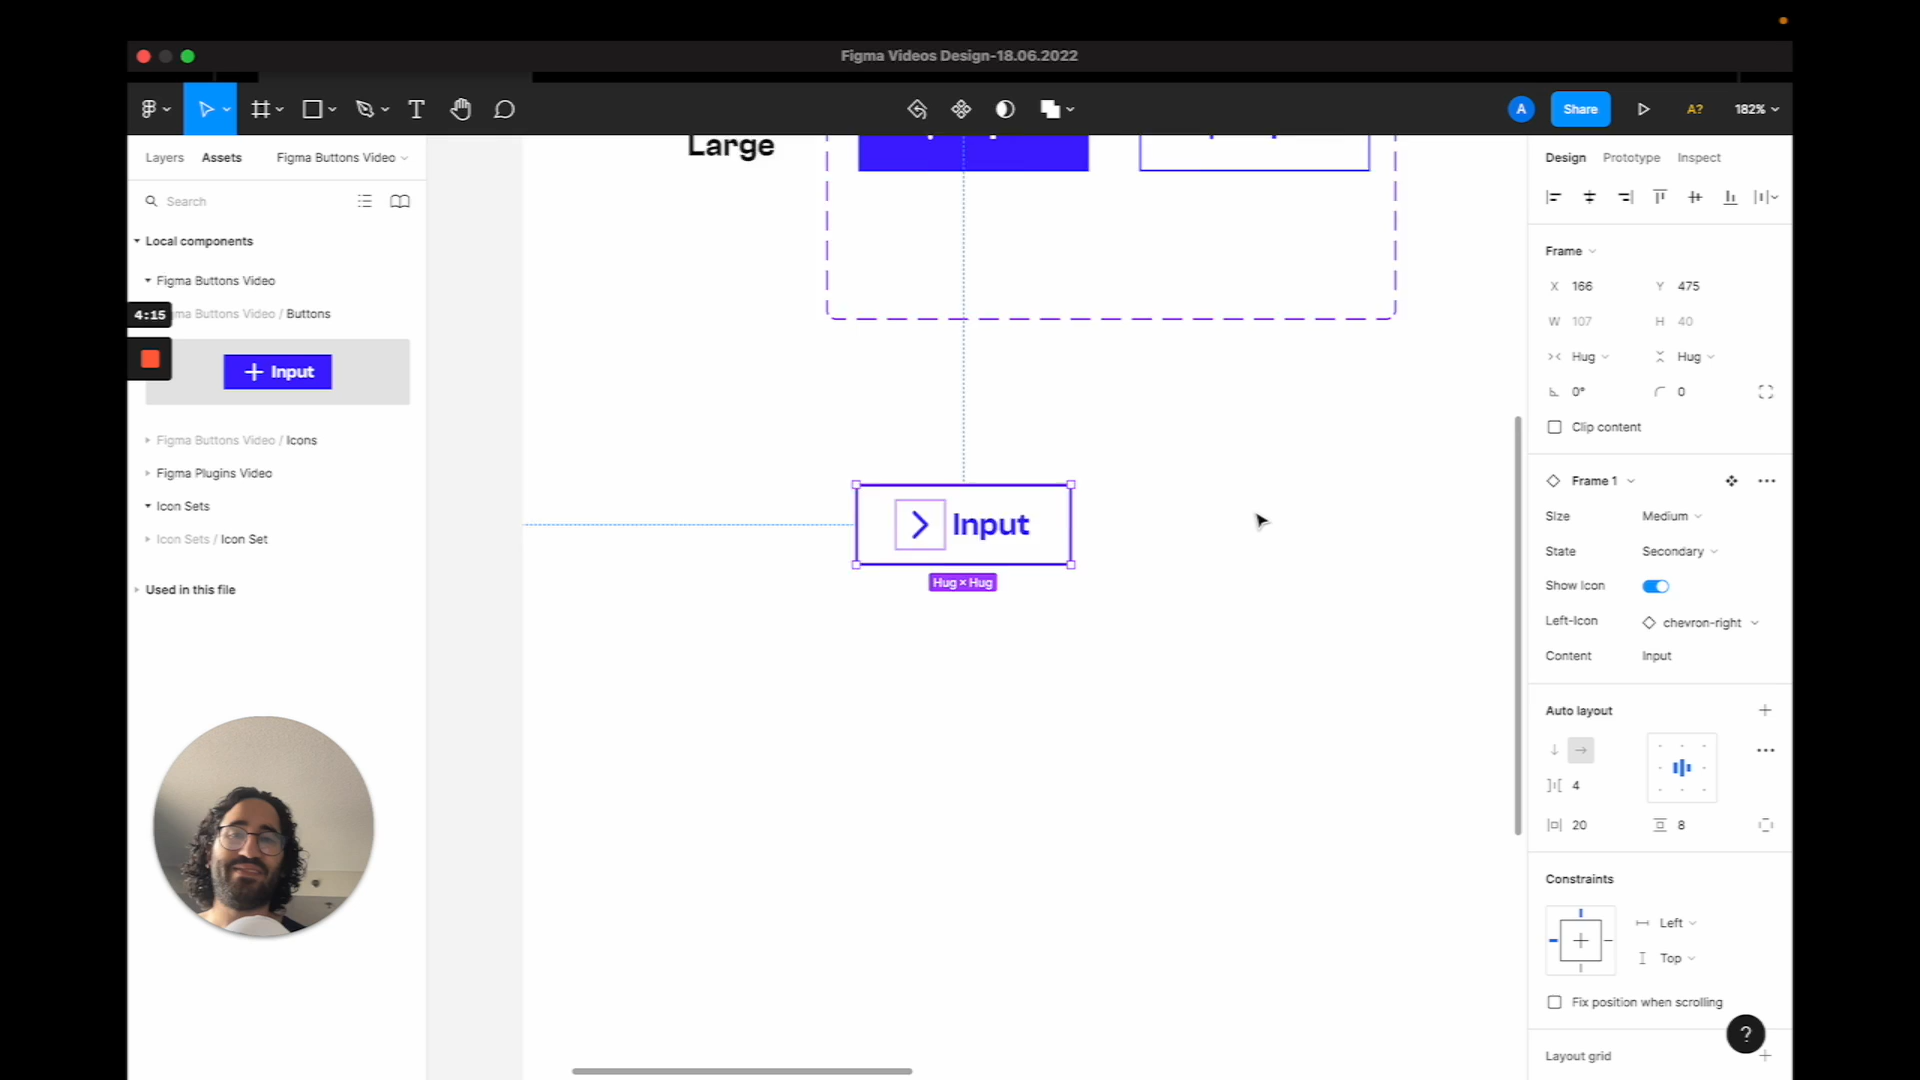 Figma Videos Design-18.06.2022
A
Share
A?
182%
Layers
Assets
Figma Buttons Video
Search
Local components
Figma Buttons Video
4:15
ma Buttons Video / Buttons
Input
Figma Buttons Video / Icons
Figma Plugins Video
Icon Sets
Icon Sets / Icon Set
Used in this file
Large
Input
Hug × Hug
Design
Prototype
Inspect
Frame
X 166
Y 475
W 107
H 40
Hug
Hug
0°
0
Clip content
Frame 1
Size
Medium
State
Secondary
Show Icon
Left-Icon
chevron-right
Content
Input
Auto layout
4
20
8
Constraints
Left
Top
Fix position when scrolling
?
Layout grid